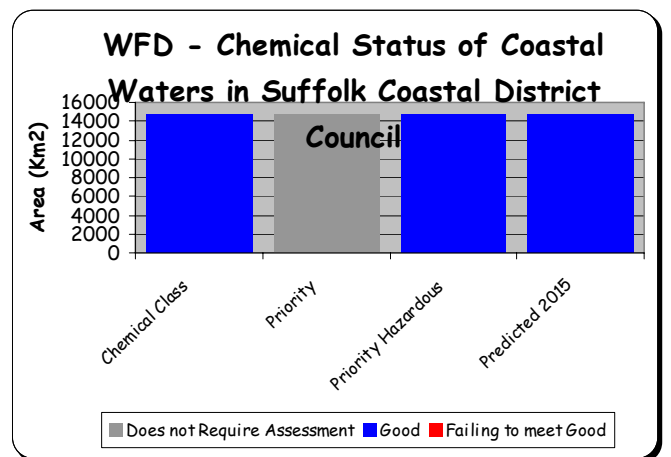 WFD - Chemical Status of Coastal
Waters in Suffolk Coastal District
Council
Area (Km2)
16000
14000
12000
10000
8000
6000
4000
2000
0
Chemical Class
Priority
Priority Hazardous
Predicted 2015
Does not Require Assessment Good Failing to meet Good